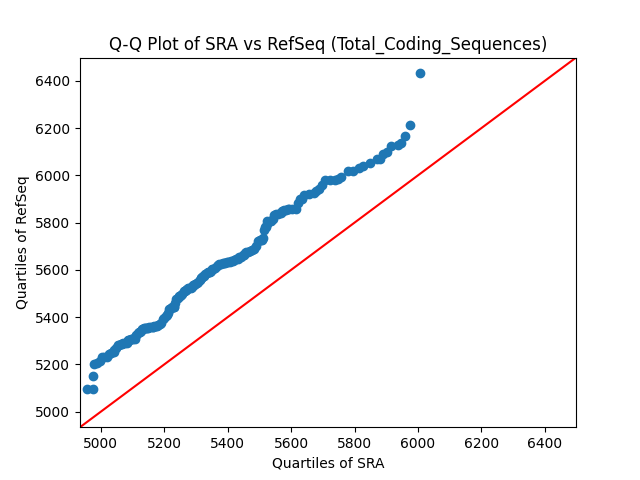 Q-Q Plot of SRA vs RefSeq (Total_Coding_Sequences)
6400
6200
6000
5800
5600
5400
5200
5000
Quartiles of RefSeq
5000 5200 5400 5600 5800 6000 6200 6400
Quartiles of SRA